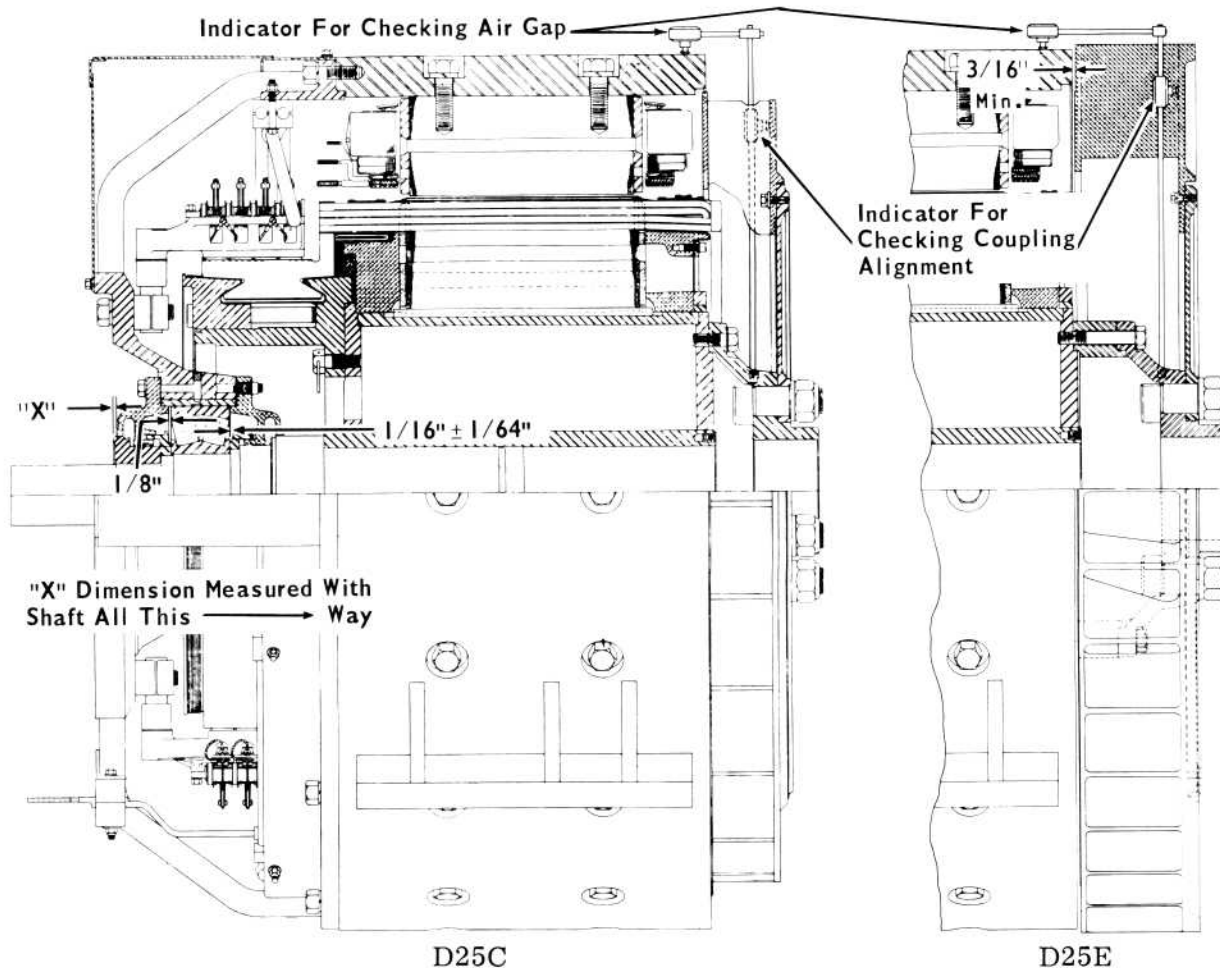 Indicator For Checking Air Gap
3/16"
Min.
Indicator For
Checking Coupling
Alignment
"X"
1/16" ± 1/64"
1/8"
"X" Dimension Measured With
Shaft All This Way
D25C
D25E